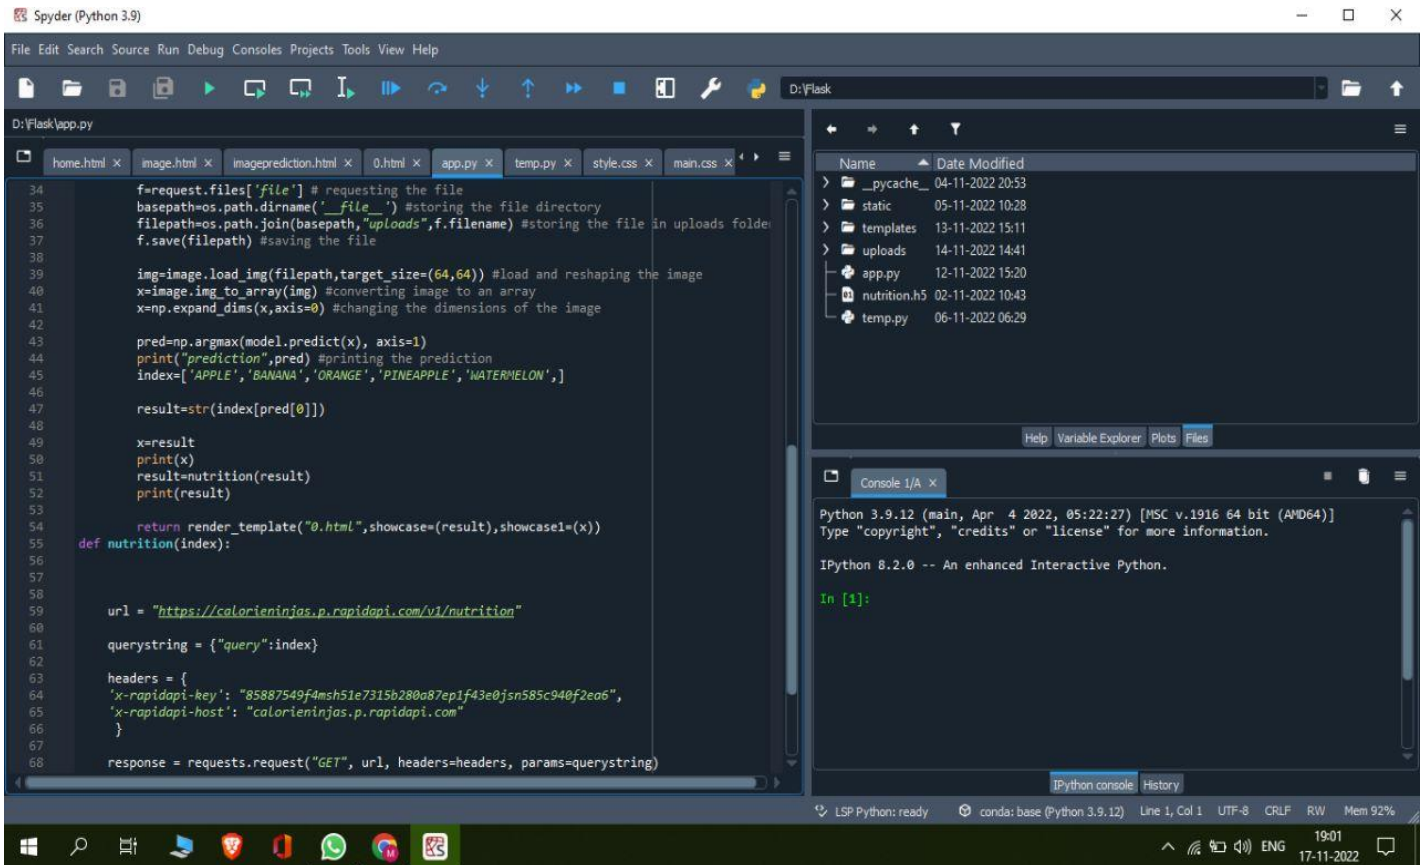 Spyder (Python 3.9)
File Edit Search Source Run Debug Consoles Projects Tools View Help
D:\Flask
D:\Flask\app.py
home.html image.html imageprediction.html 0.html app.py temp.py style.css main.css
34 f=request.files['file'] # requesting the file
35 basepath=os.path.dirname('__file__') #storing the file directory
36 filepath=os.path.join(basepath,"uploads",f.filename) #storing the file in uploads folde
37 f.save(filepath) #saving the file
38
39 img=image.load_img(filepath,target_size=(64,64)) #load and reshaping the image
40 x=image.img_to_array(img) #converting image to an array
41 x=np.expand_dims(x,axis=0) #changing the dimensions of the image
42
43 pred=np.argmax(model.predict(x), axis=1)
44 print("prediction",pred) #printing the prediction
45 index=['APPLE','BANANA','ORANGE','PINEAPPLE','WATERMELON',]
46
47 result=str(index[pred[0]])
48
49 x=result
50 print(x)
51 result=nutrition(result)
52 print(result)
53
54 return render_template("0.html",showcase=(result),showcase1=(x))
55 def nutrition(index):
56
57
58
59 url = "https://calorieninjas.p.rapidapi.com/v1/nutrition"
60
61 querystring = {"query":index}
62
63 headers = {
64 'x-rapidapi-key': "85887549f4msh51e7315b280a87ep1f43e0jsn585c940f2ea6",
65 'x-rapidapi-host': "calorieninjas.p.rapidapi.com"
66 }
67
68 response = requests.request("GET", url, headers=headers, params=querystring)
Name Date Modified
_pycache_ 04-11-2022 20:53
static 05-11-2022 10:28
templates 13-11-2022 15:11
uploads 14-11-2022 14:41
app.py 12-11-2022 15:20
nutrition.h5 02-11-2022 10:43
temp.py 06-11-2022 06:29
Help Variable Explorer Plots Files
Console 1/A
Python 3.9.12 (main, Apr 4 2022, 05:22:27) [MSC v.1916 64 bit (AMD64)]
Type "copyright", "credits" or "license" for more information.
IPython 8.2.0 -- An enhanced Interactive Python.
In [1]:
IPython console History
LSP Python: ready conda: base (Python 3.9.12) Line 1, Col 1 UTF-8 CRLF RW Mem 92%
ENG 19:01
17-11-2022